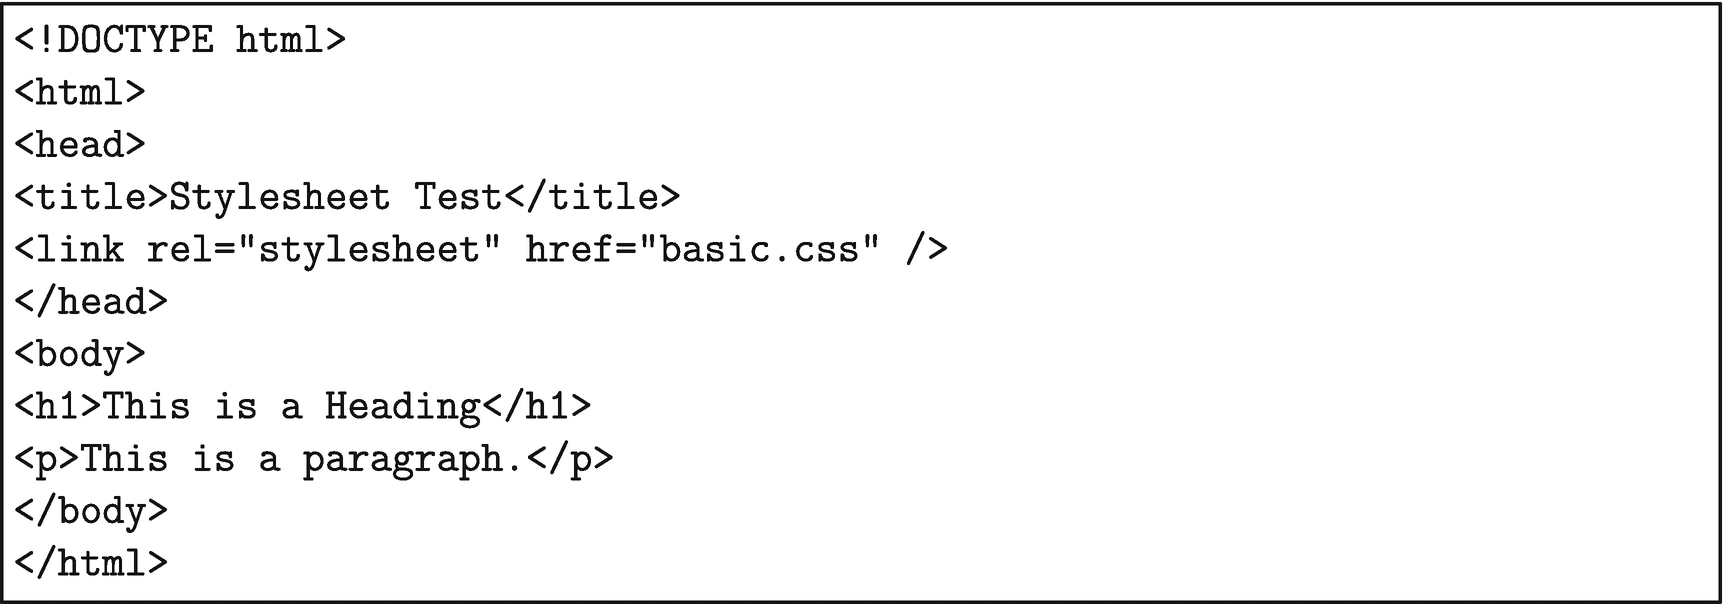 <!DOCTYPE html>
<html>
<head>
<title>Stylesheet Test</title>
<link rel="stylesheet" href="basic.css" />
</head>
<body>
<h1>This is a Heading</h1>
<p>This is a paragraph.</p>
</body>
</html>